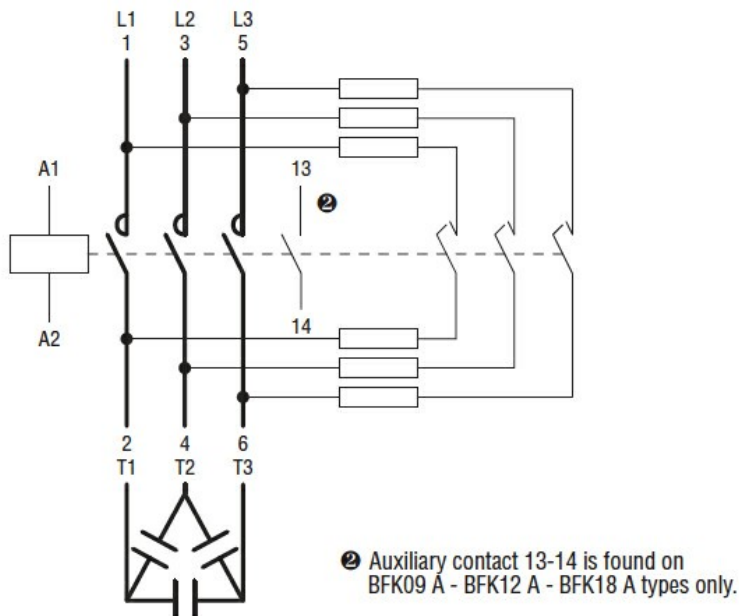 L1 L2 L3
1 3 5
A1
13
❷
14
A2
2 4 6
T1 T2 T3
❷ Auxiliary contact 13-14 is found on
BFK09 A - BFK12 A - BFK18 A types only.